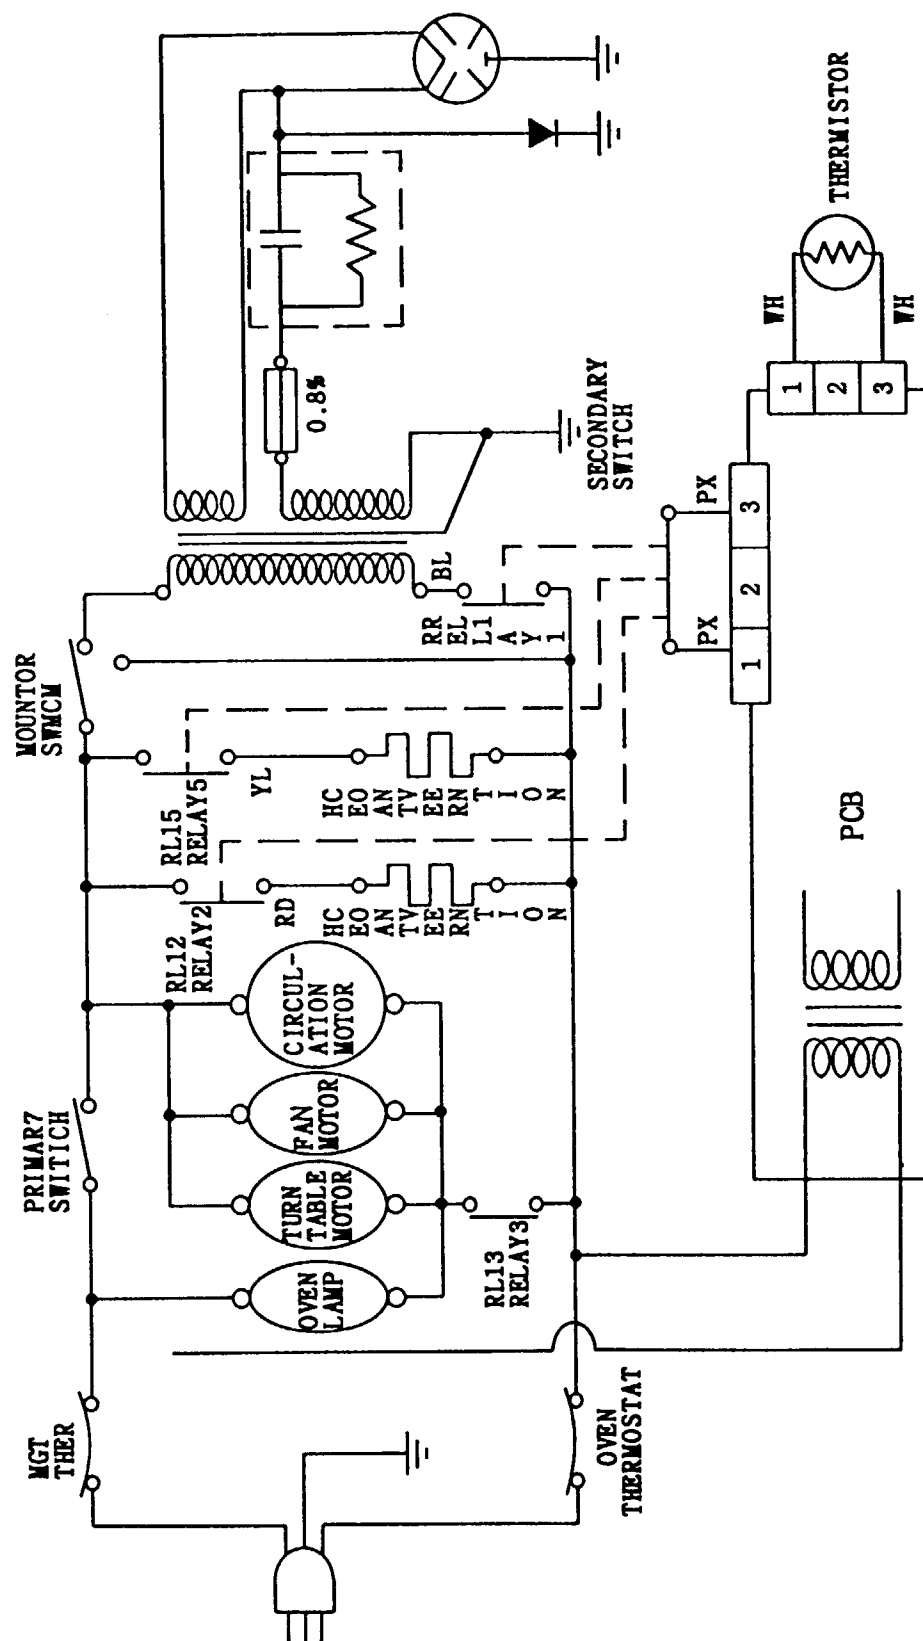 MGT
THER
PRIMAR7
SWITICH
MOUNTOR
SWMCM
OVEN
LAMP
TURN
TABLE
MOTOR
FAN
MOTOR
CIRCUL-
ATION
MOTOR
RL12
RELAY2
RD
RL15
RELAY5
YL
HC
EO
AN
TV
EE
RN
T
I
O
N
HC
EO
AN
TV
EE
RN
T
I
O
N
RR
EL
L1
A
Y
1
BL
0.8%
SECONDARY
SWITCH
RL13
RELAY3
OVEN
THERMOSTAT
PX
PX
1
2
3
WH
WH
1
2
3
THERMISTOR
PCB